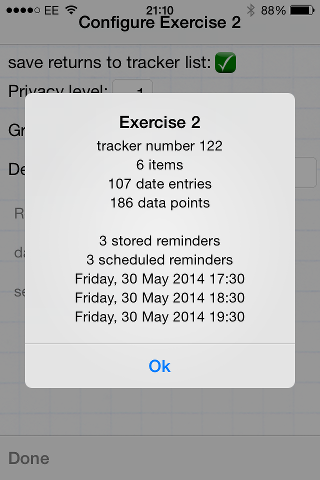 EE 21:10 88%
Configure Exercise 2
save returns to tracker list:
Privacy level: 1
Gr
De
R
da
se
Exercise 2
tracker number 122
6 items
107 date entries
186 data points
3 stored reminders
3 scheduled reminders
Friday, 30 May 2014 17:30
Friday, 30 May 2014 18:30
Friday, 30 May 2014 19:30
Ok
Done